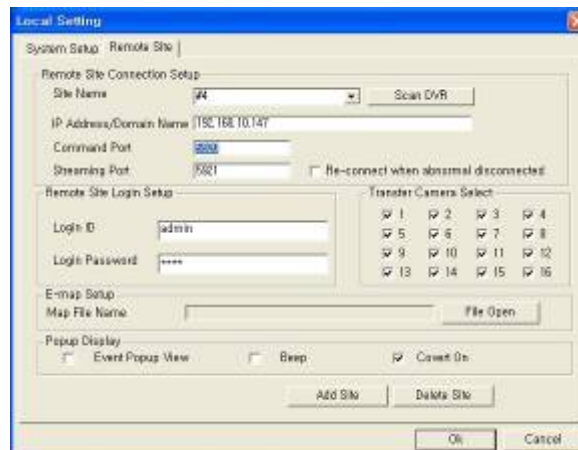 Local Setting
System Setup Remote Site
Remote Site Connection Setup
Site Name #4 Scan DVR
IP Address/Domain Name 192.168.10.147
Command Port
Streaming Port 5921 Re-connect when abnormal disconnected
Remote Site Login Setup Transfer Camera Select
1 2 3 4
Login ID admin 5 6 7 8
9 10 11 12
Login Password **** 13 14 15 16
E-map Setup
Map File Name File Open
Popup Display
Event Popup View Beep Covert On
Add Site Delete Site
Ok Cancel